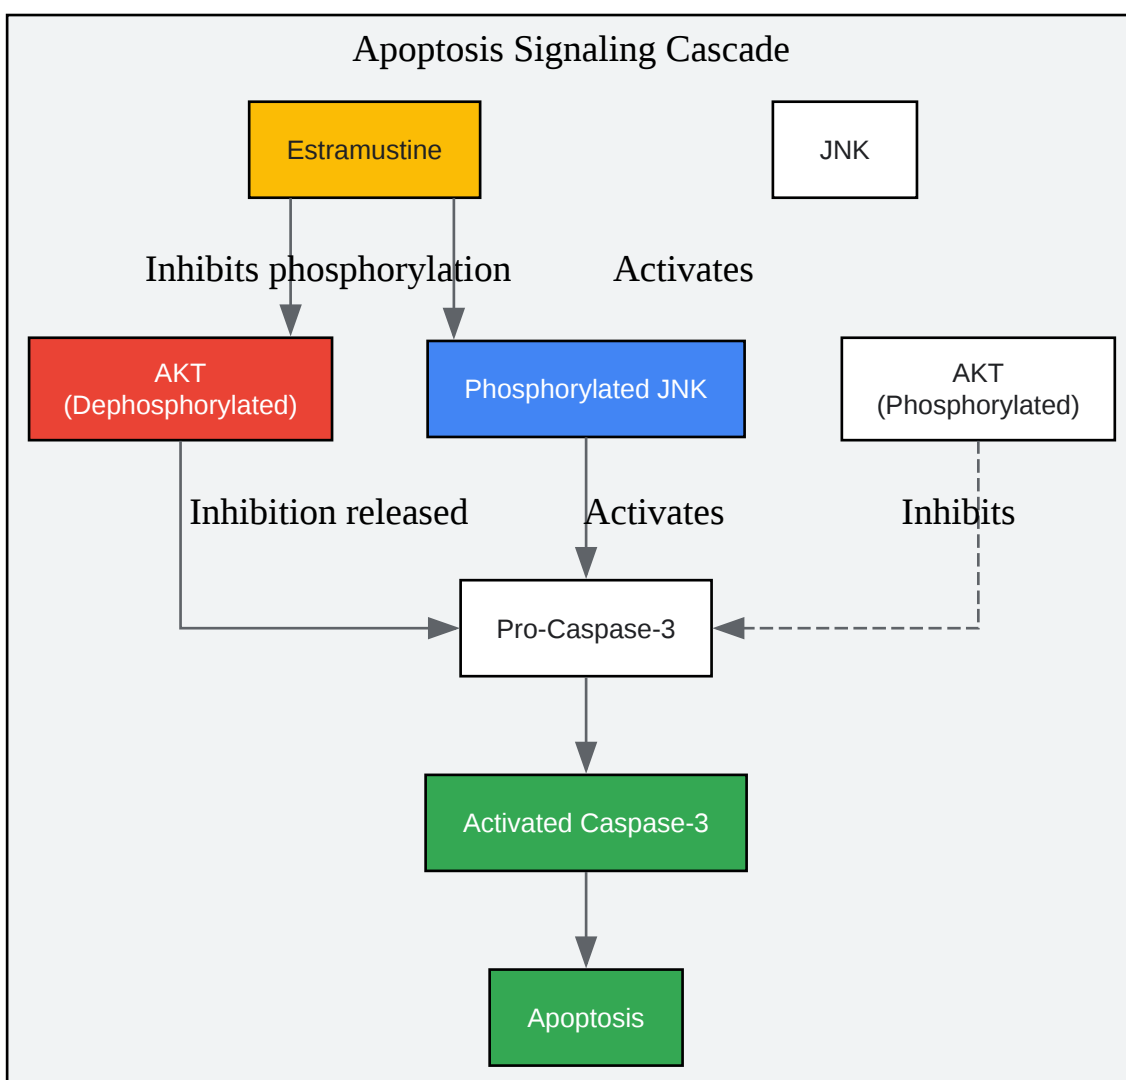 Apoptosis Signaling Cascade
Estramustine
JNK
Inhibits phosphorylation
Activates
AKT
(Dephosphorylated)
Phosphorylated JNK
AKT
(Phosphorylated)
Inhibition released
Activates
Inhibits
Pro-Caspase-3
Activated Caspase-3
Apoptosis